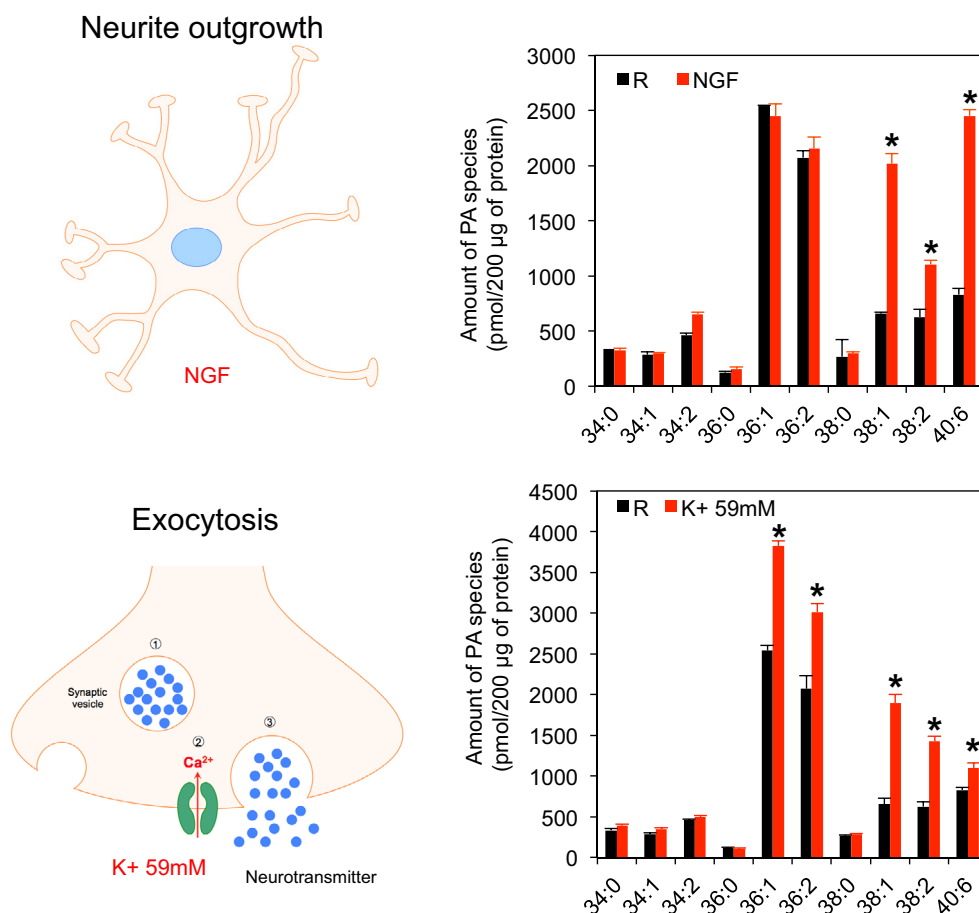 Neurite outgrowth
NGF
R NGF
Amount of PA species
(pmol/200 µg of protein)
3000
2500
2000
1500
1000
500
0
* * *
34:0 34:1 34:2 36:0 36:1 36:2 38:0 38:1 38:2 40:6
Exocytosis
①
Synaptic
vesicle
②
③
Ca2+
K+ 59mM
Neurotransmitter
R K+ 59mM
Amount of PA species
(pmol/200 µg of protein)
4500
4000
3500
3000
2500
2000
1500
1000
500
0
* * * * *
34:0 34:1 34:2 36:0 36:1 36:2 38:0 38:1 38:2 40:6